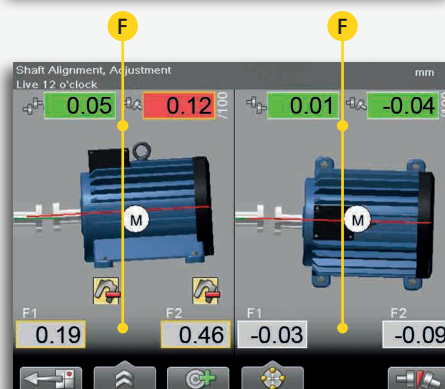 F F
Shaft Alignment, Adjustment mm
Live 12 o'clock
0.05 0.12 /100 0.01 -0.04 /100
M M
F1 F2 F1 F2
0.19 0.46 -0.03 -0.09